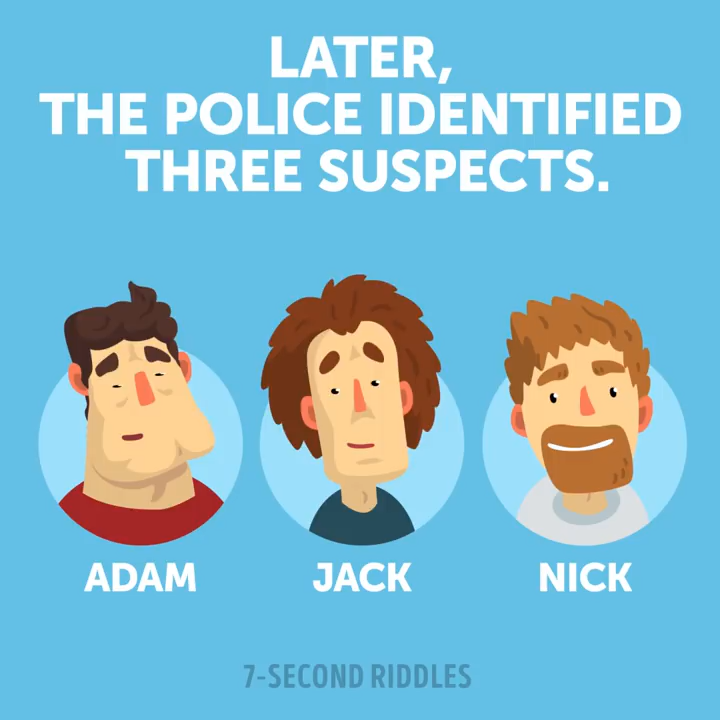 LATER,
THE POLICE IDENTIFIED
THREE SUSPECTS.
ADAM
JACK
NICK
7-SECOND RIDDLES